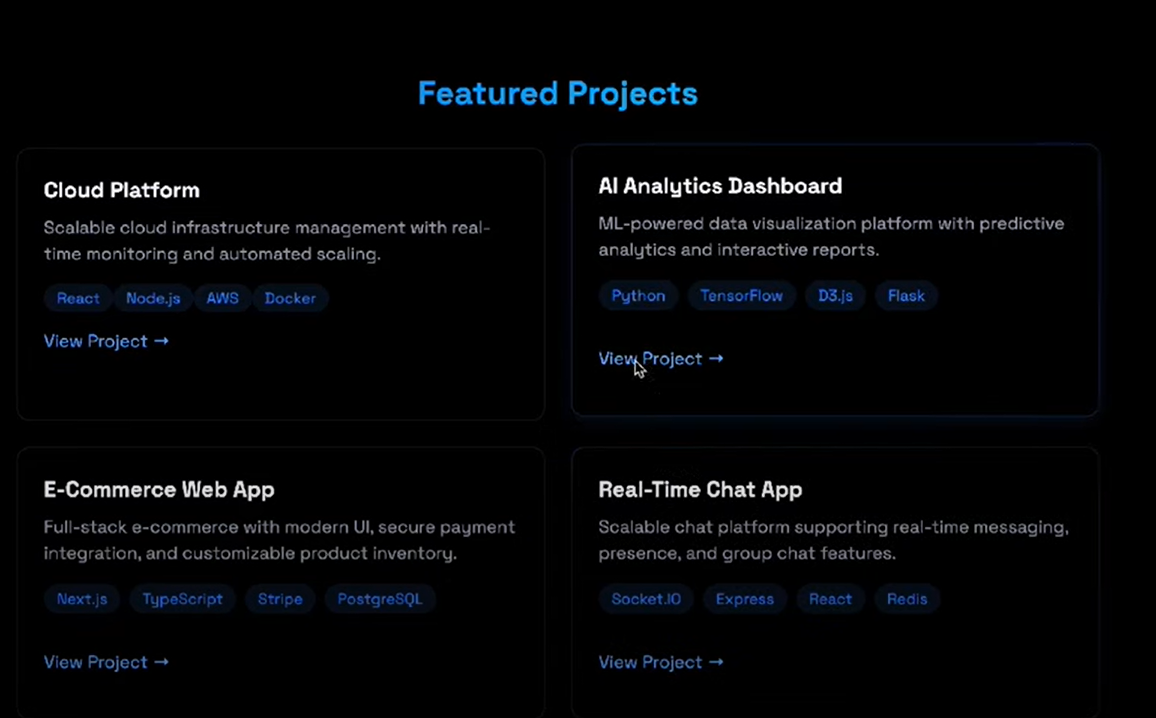 Featured Projects
Cloud Platform
Scalable cloud infrastructure management with real-
time monitoring and automated scaling.
React Node.js AWS Docker
View Project →
AI Analytics Dashboard
ML-powered data visualization platform with predictive
analytics and interactive reports.
Python TensorFlow D3.js Flask
View Project →
E-Commerce Web App
Full-stack e-commerce with modern UI, secure payment
integration, and customizable product inventory.
Next.js TypeScript Stripe PostgreSQL
View Project →
Real-Time Chat App
Scalable chat platform supporting real-time messaging,
presence, and group chat features.
Socket.IO Express React Redis
View Project →